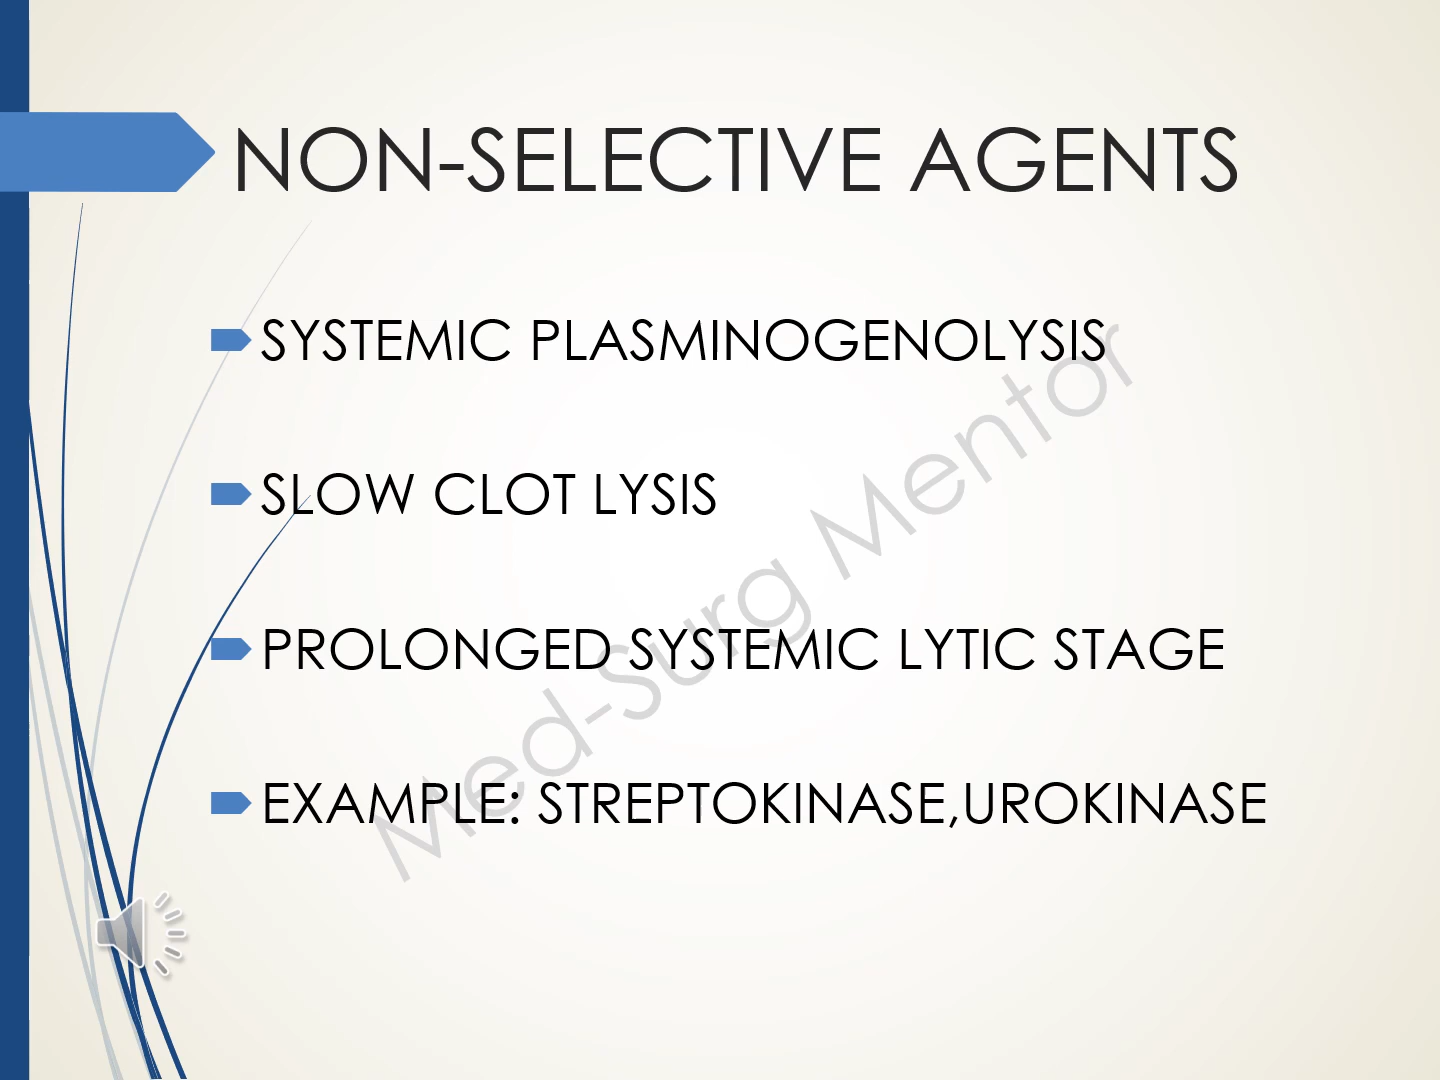 NON-SELECTIVE AGENTS
SYSTEMIC PLASMINOGENOLYSIS
SLOW CLOT LYSIS
PROLONGED SYSTEMIC LYTIC STAGE
EXAMPLE: STREPTOKINASE,UROKINASE
Med-Surg Mentor